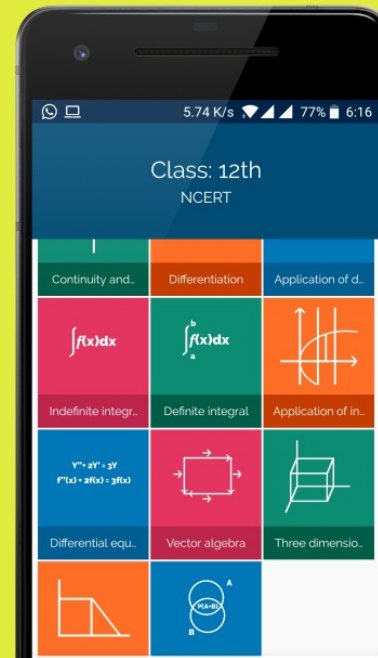 5.74 K/s 77% 6:16
Class: 12th
NCERT
Continuity and..
Differentiation
Application of d..
∫f(x)dx
b
∫f(x)dx
a
Indefinite integr..
Definite integral
Application of in..
Y''+ 2Y' = 3Y
f''(x) + 2f(x) = 3f(x)
Differential equ..
Vector algebra
Three dimensio..
A
P(A∩B)
B